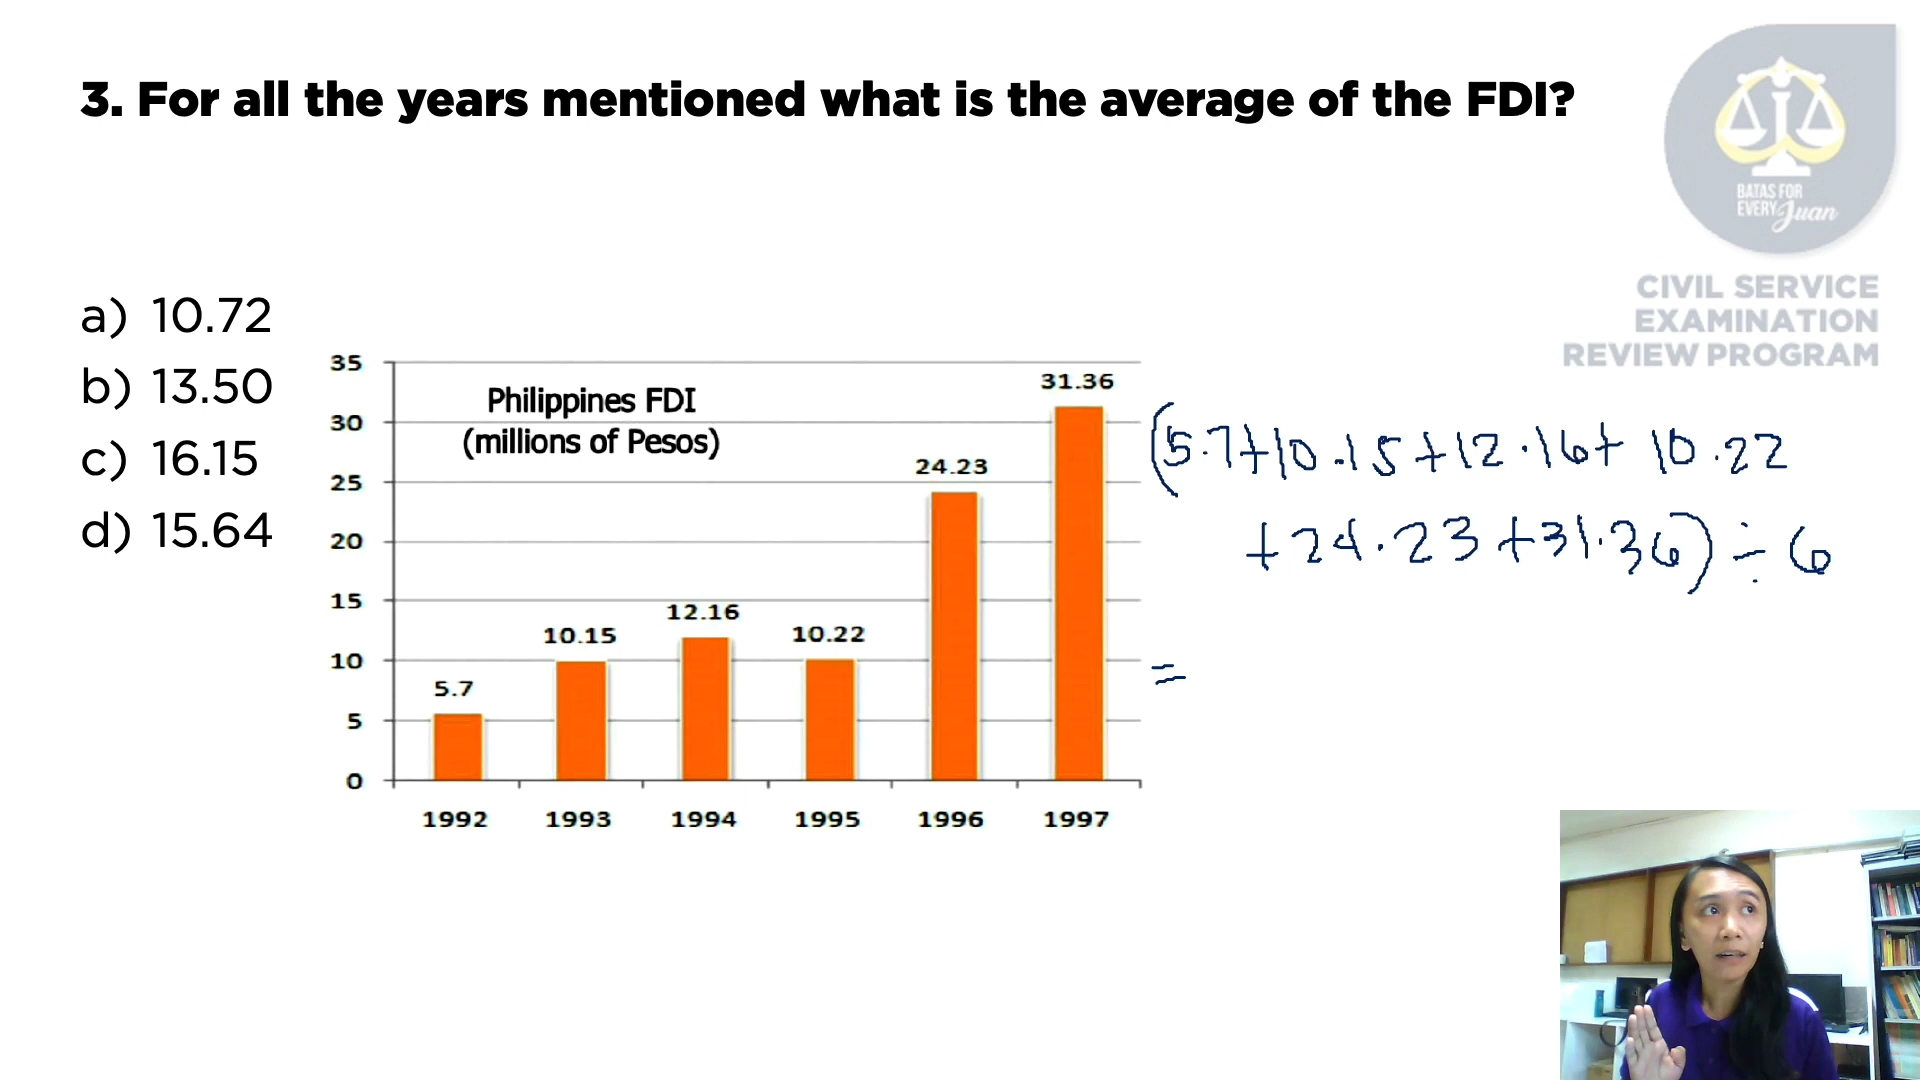 3. For all the years mentioned what is the average of the FDI?
BATAS FOR
EVERY Juan
CIVIL SERVICE
EXAMINATION
REVIEW PROGRAM
a) 10.72
b) 13.50
c) 16.15
d) 15.64
Philippines FDI
(millions of Pesos)
35
30
25
20
15
10
5
0
5.7
10.15
12.16
10.22
24.23
31.36
1992 1993 1994 1995 1996 1997
(5.7+10.15+12.16+10.22
+24.23+31.36)÷6
=